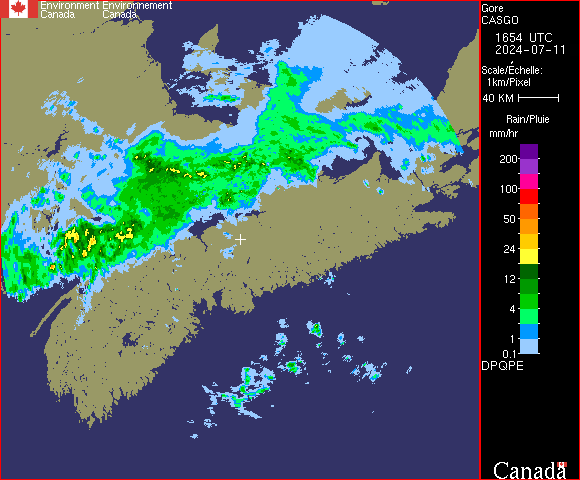 Environment Environnement
Canada Canada
Gore
CASGO
1654 UTC
2024-07-11
Scale/Echelle:
1km/Pixel
40 KM
Rain/Pluie
mm/hr
200
100
50
24
12
4
1
0.1
DPQPE
Canada